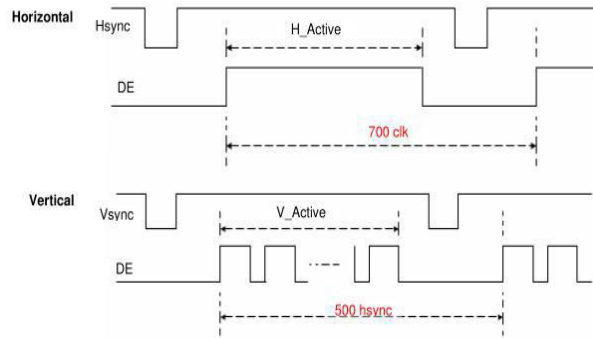 Horizontal
Hsync
H_Active
DE
700 clk
Vertical
Vsync
V_Active
DE
500 hsync